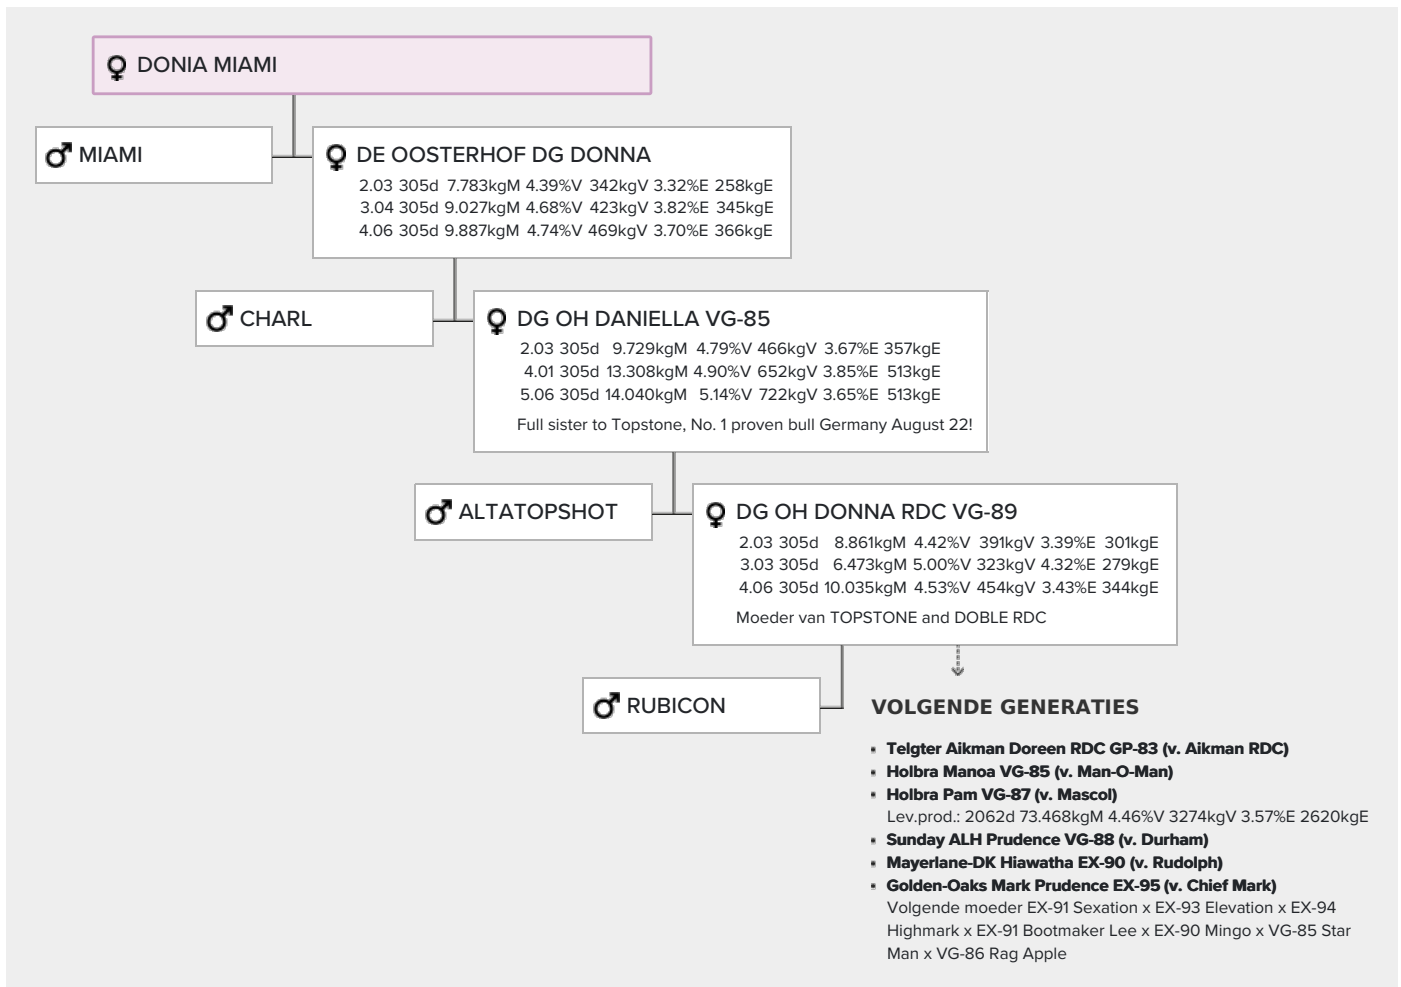 DONIA MIAMI
MIAMI
DE OOSTERHOF DG DONNA
2.03 305d 7.783kgM 4.39%V 342kgV 3.32%E 258kgE
3.04 305d 9.027kgM 4.68%V 423kgV 3.82%E 345kgE
4.06 305d 9.887kgM 4.74%V 469kgV 3.70%E 366kgE
CHARL
DG OH DANIELLA VG-85
2.03 305d 9.729kgM 4.79%V 466kgV 3.67%E 357kgE
4.01 305d 13.308kgM 4.90%V 652kgV 3.85%E 513kgE
5.06 305d 14.040kgM 5.14%V 722kgV 3.65%E 513kgE
Full sister to Topstone, No. 1 proven bull Germany August 22!
ALTATOPSHOT
DG OH DONNA RDC VG-89
2.03 305d 8.861kgM 4.42%V 391kgV 3.39%E 301kgE
3.03 305d 6.473kgM 5.00%V 323kgV 4.32%E 279kgE
4.06 305d 10.035kgM 4.53%V 454kgV 3.43%E 344kgE
Moeder van TOPSTONE and DOBLE RDC
RUBICON
VOLGENDE GENERATIES
▪ Telgter Aikman Doreen RDC GP-83 (v. Aikman RDC)
▪ Holbra Manoa VG-85 (v. Man-O-Man)
▪ Holbra Pam VG-87 (v. Mascol)
Lev.prod.: 2062d 73.468kgM 4.46%V 3274kgV 3.57%E 2620kgE
▪ Sunday ALH Prudence VG-88 (v. Durham)
▪ Mayerlane-DK Hiawatha EX-90 (v. Rudolph)
▪ Golden-Oaks Mark Prudence EX-95 (v. Chief Mark)
Volgende moeder EX-91 Sexation x EX-93 Elevation x EX-94
Highmark x EX-91 Bootmaker Lee x EX-90 Mingo x VG-85 Star
Man x VG-86 Rag Apple